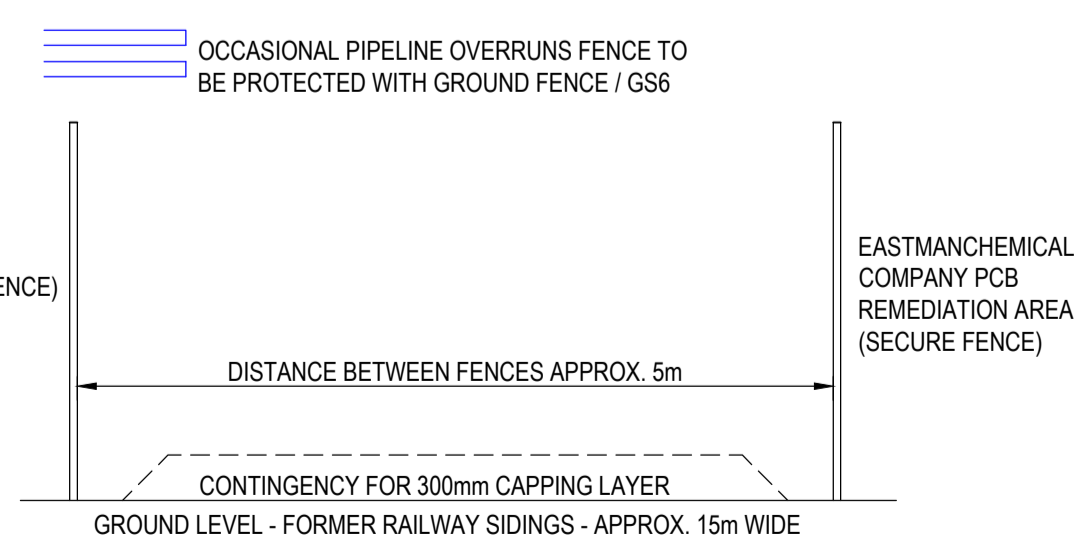 OCCASIONAL PIPELINE OVERRUNS FENCE TO
BE PROTECTED WITH GROUND FENCE / GS6
EASTMANCHEMICAL
COMPANY PCB
REMEDIATION AREA
(SECURE FENCE)
ENCE)
DISTANCE BETWEEN FENCES APPROX. 5m
CONTINGENCY FOR 300mm CAPPING LAYER
GROUND LEVEL - FORMER RAILWAY SIDINGS - APPROX. 15m WIDE